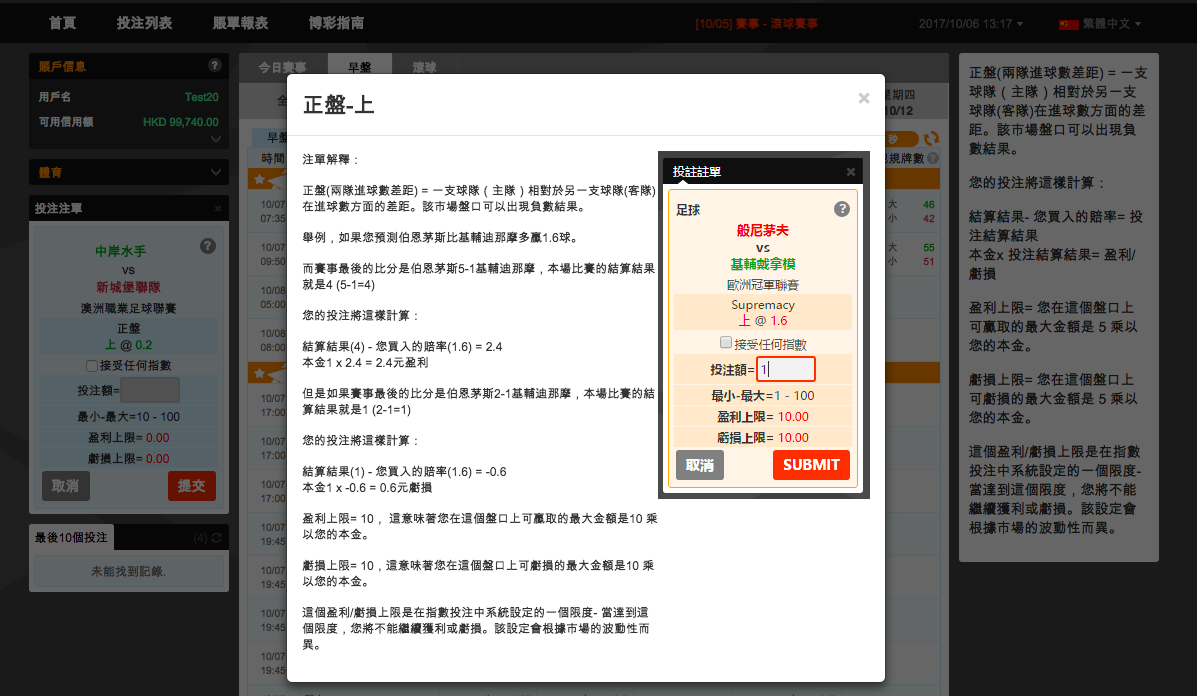 首頁 投注列表 賬單報表 博彩指南 [10/05] 賽事 - 滾球賽事 2017/10/06 13:17 繁體中文
賬戶信息 ?
用戶名 Test20
可用信用額 HKD 99,740.00
體育
投注注單 ×
?
中岸水手
vs
新城堡聯隊
澳洲職業足球聯賽
正盤
上 @ 0.2
接受任何指數
投注額=
最小-最大=10 - 100
盈利上限= 0.00
虧損上限= 0.00
取消 提交
最後10個投注 (4)
未能找到記錄.
今日賽事 早盤 滾球
全
星期四
10/12
早盤
秒
時間
規牌數 ?
10/07
07:35
大 46
小 42
10/07
09:50
大 55
小 51
10/08
05:00
10/08
08:00
10/07
17:00
10/07
17:00
10/07
17:00
10/07
19:45
10/07
19:45
10/07
19:45
10/07
19:45
正盤-上 ×
注單解釋：
正盤(兩隊進球數差距) = 一支球隊 ( 主隊 ) 相對於另一支球隊(客隊)
在進球數方面的差距。該市場盤口可以出現負數結果。
舉例，如果您預測伯恩茅斯比基輔迪那摩多贏1.6球。
而賽事最後的比分是伯恩茅斯5-1基輔迪那摩，本場比賽的結算結果
就是4 (5-1=4)
您的投注將這樣計算：
結算結果(4) - 您買入的賠率(1.6) = 2.4
本金1 x 2.4 = 2.4元盈利
但是如果賽事最後的比分是伯恩茅斯2-1基輔迪那摩，本場比賽的結
算結果就是1 (2-1=1)
您的投注將這樣計算：
結算結果(1) - 您買入的賠率(1.6) = -0.6
本金1 x -0.6 = 0.6元虧損
盈利上限= 10， 這意味著您在這個盤口上可贏取的最大金額是10 乘
以您的本金。
虧損上限= 10，這意味著您在這個盤口上可虧損的最大金額是10 乘
以您的本金。
這個盈利/虧損上限是在指數投注中系統設定的一個限度- 當達到這
個限度，您將不能繼續獲利或虧損。該設定會根據市場的波動性而
異。
投註註單 ×
足球 ?
般尼茅夫
vs
基輔戴拿模
歐洲冠軍聯賽
Supremacy
上 @ 1.6
接受任何指數
投注額= 1
最小-最大=1 - 100
盈利上限= 10.00
虧損上限= 10.00
取消 SUBMIT
正盤(兩隊進球數差距) = 一支
球隊 ( 主隊 ) 相對於另一支
球隊(客隊)在進球數方面的差
距。該市場盤口可以出現負
數結果。
您的投注將這樣計算：
結算結果- 您買入的賠率= 投
注結算結果
本金x 投注結算結果= 盈利/
虧損
盈利上限= 您在這個盤口上
可贏取的最大金額是 5 乘以
您的本金。
虧損上限= 您在這個盤口上
可虧損的最大金額是 5 乘以
您的本金。
這個盈利/虧損上限是在指數
投注中系統設定的一個限度-
當達到這個限度，您將不能
繼續獲利或虧損。該設定會
根據市場的波動性而異。